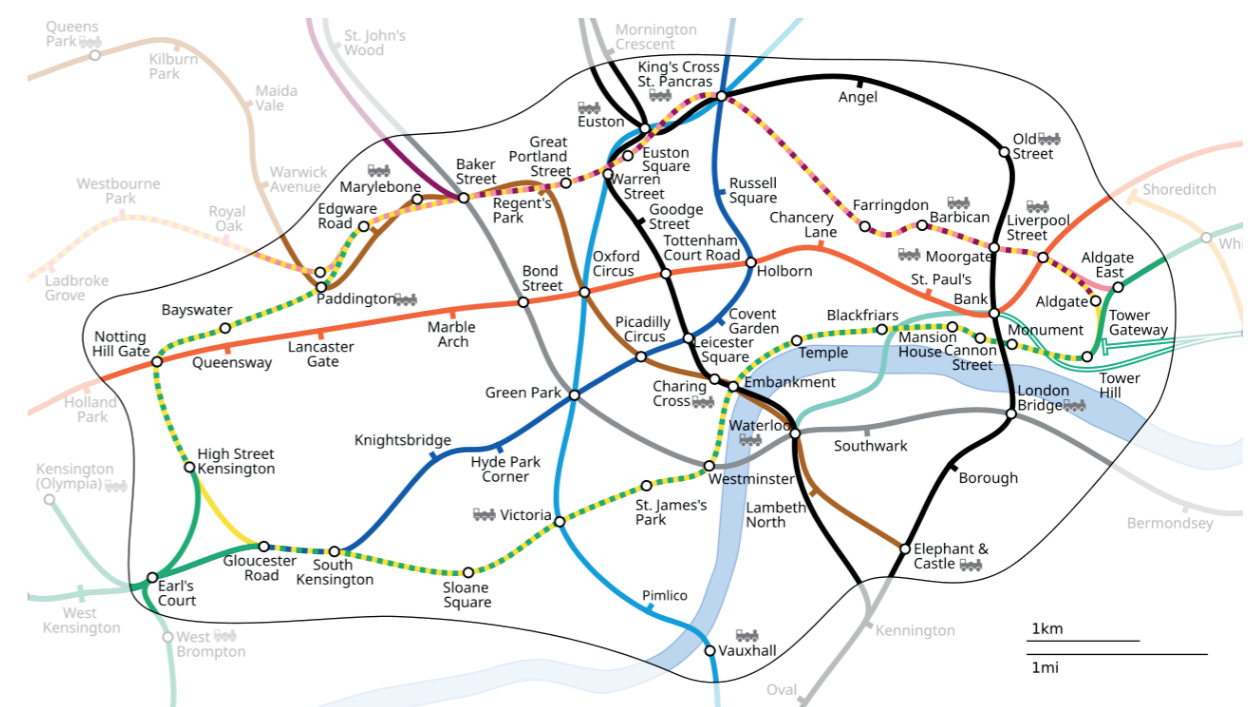 Queens
Park
Kilburn
Park
St. John's
Wood
Mornington
Crescent
King's Cross
St. Pancras
Maida
Vale
Angel
Euston
Old
Street
Great
Portland
Street
Euston
Square
Baker
Street
Marylebone
Warwick
Avenue
Westbourne
Park
Royal
Oak
Edgware
Road
Regent's
Park
Warren
Street
Russell
Square
Goodge
Street
Chancery
Lane
Farringdon
Barbican
Liverpool
Street
Shoreditch
Whi
Moorgate
Aldgate
East
Tottenham
Court Road
Holborn
Oxford
Circus
Bond
Street
St. Paul's
Bank
Aldgate
Ladbroke
Grove
Paddington
Bayswater
Notting
Hill Gate
Queensway
Lancaster
Gate
Marble
Arch
Picadilly
Circus
Covent
Garden
Leicester
Square
Blackfriars
Temple
Mansion
House
Cannon
Street
Monument
Tower
Gateway
Tower
Hill
Holland
Park
Green Park
Charing
Cross
Embankment
London
Bridge
Waterloo
Southwark
Knightsbridge
Hyde Park
Corner
High Street
Kensington
Kensington
(Olympia)
Westminster
Borough
St. James's
Park
Victoria
Lambeth
North
Bermondsey
Gloucester
Road
South
Kensington
Sloane
Square
Elephant &
Castle
Earl's
Court
West
Kensington
West
Brompton
Pimlico
Vauxhall
Kennington
Oval
1km
1mi